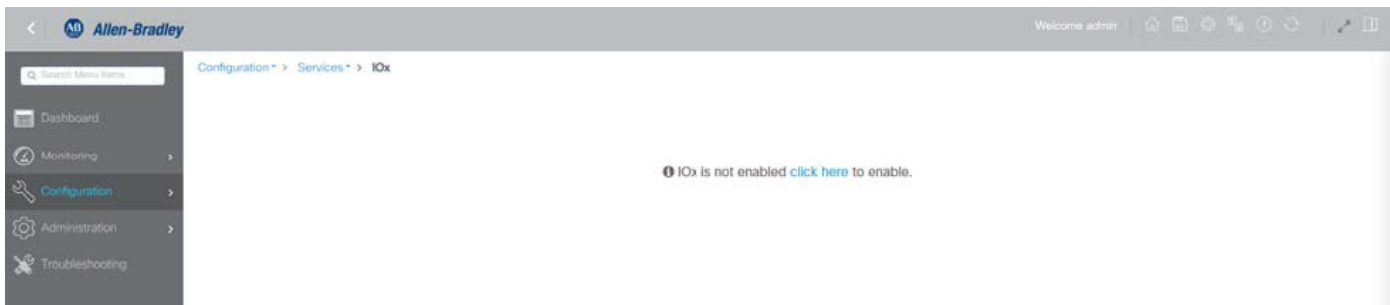 Allen-Bradley
Welcome admin
Search Menu Items
Configuration > Services > IOx
Dashboard
Monitoring
IOx is not enabled click here to enable.
Configuration
Administration
Troubleshooting